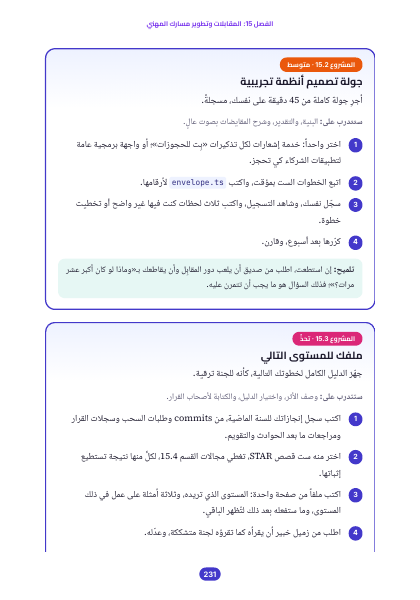 الفصل 15: المقابلات وتطوير مسارك المهني
المشروع 15.2 · متوسط
جولة تصميم أنظمة تجريبية
أجرِ جولة كاملة من 45 دقيقة على نفسك، مسجلةً.
ستتدرب على: البنية، والتقدير، وشرح المقايضات بصوت عالٍ.
1 اختر واحداً: خدمة إشعارات لكل تذكيرات «بِت للحجوزات»؛ أو واجهة برمجية عامة
لتطبيقات الشركاء كي تحجز.
2 اتبع الخطوات الست بمؤقت، واكتب envelope.ts لأرقامها.
3 سجّل نفسك، وشاهد التسجيل، واكتب ثلاث لحظات كنت فيها غير واضح أو تخطيت
خطوة.
4 كرّرها بعد أسبوع، وقارن.
تلميح: إن استطعت، اطلب من صديق أن يلعب دور المقابِل وأن يقاطعك بـ«وماذا لو كان أكبر عشر
مرات؟»؛ فذلك السؤال هو ما يجب أن تتمرن عليه.
المشروع 15.3 · تحدٍّ
ملفك للمستوى التالي
جهّز الدليل الكامل لخطوتك التالية، كأنه للجنة ترقية.
ستتدرب على: وصف الأثر، واختيار الدليل، والكتابة لأصحاب القرار.
1 اكتب سجل إنجازاتك للسنة الماضية، من commits وطلبات السحب وسجلات القرار
ومراجعات ما بعد الحوادث والتقويم.
2 اختر منه ست قصص STAR، تغطي مجالات القسم 15.4، لكلٍّ منها نتيجة تستطيع
إثباتها.
3 اكتب ملفاً من صفحة واحدة: المستوى الذي تريده، وثلاثة أمثلة على عمل في ذلك
المستوى، وما ستفعله بعد ذلك لتُظهر الباقي.
4 اطلب من زميل خبير أن يقرأه كما تقرؤه لجنة متشككة، وعدّله.
231